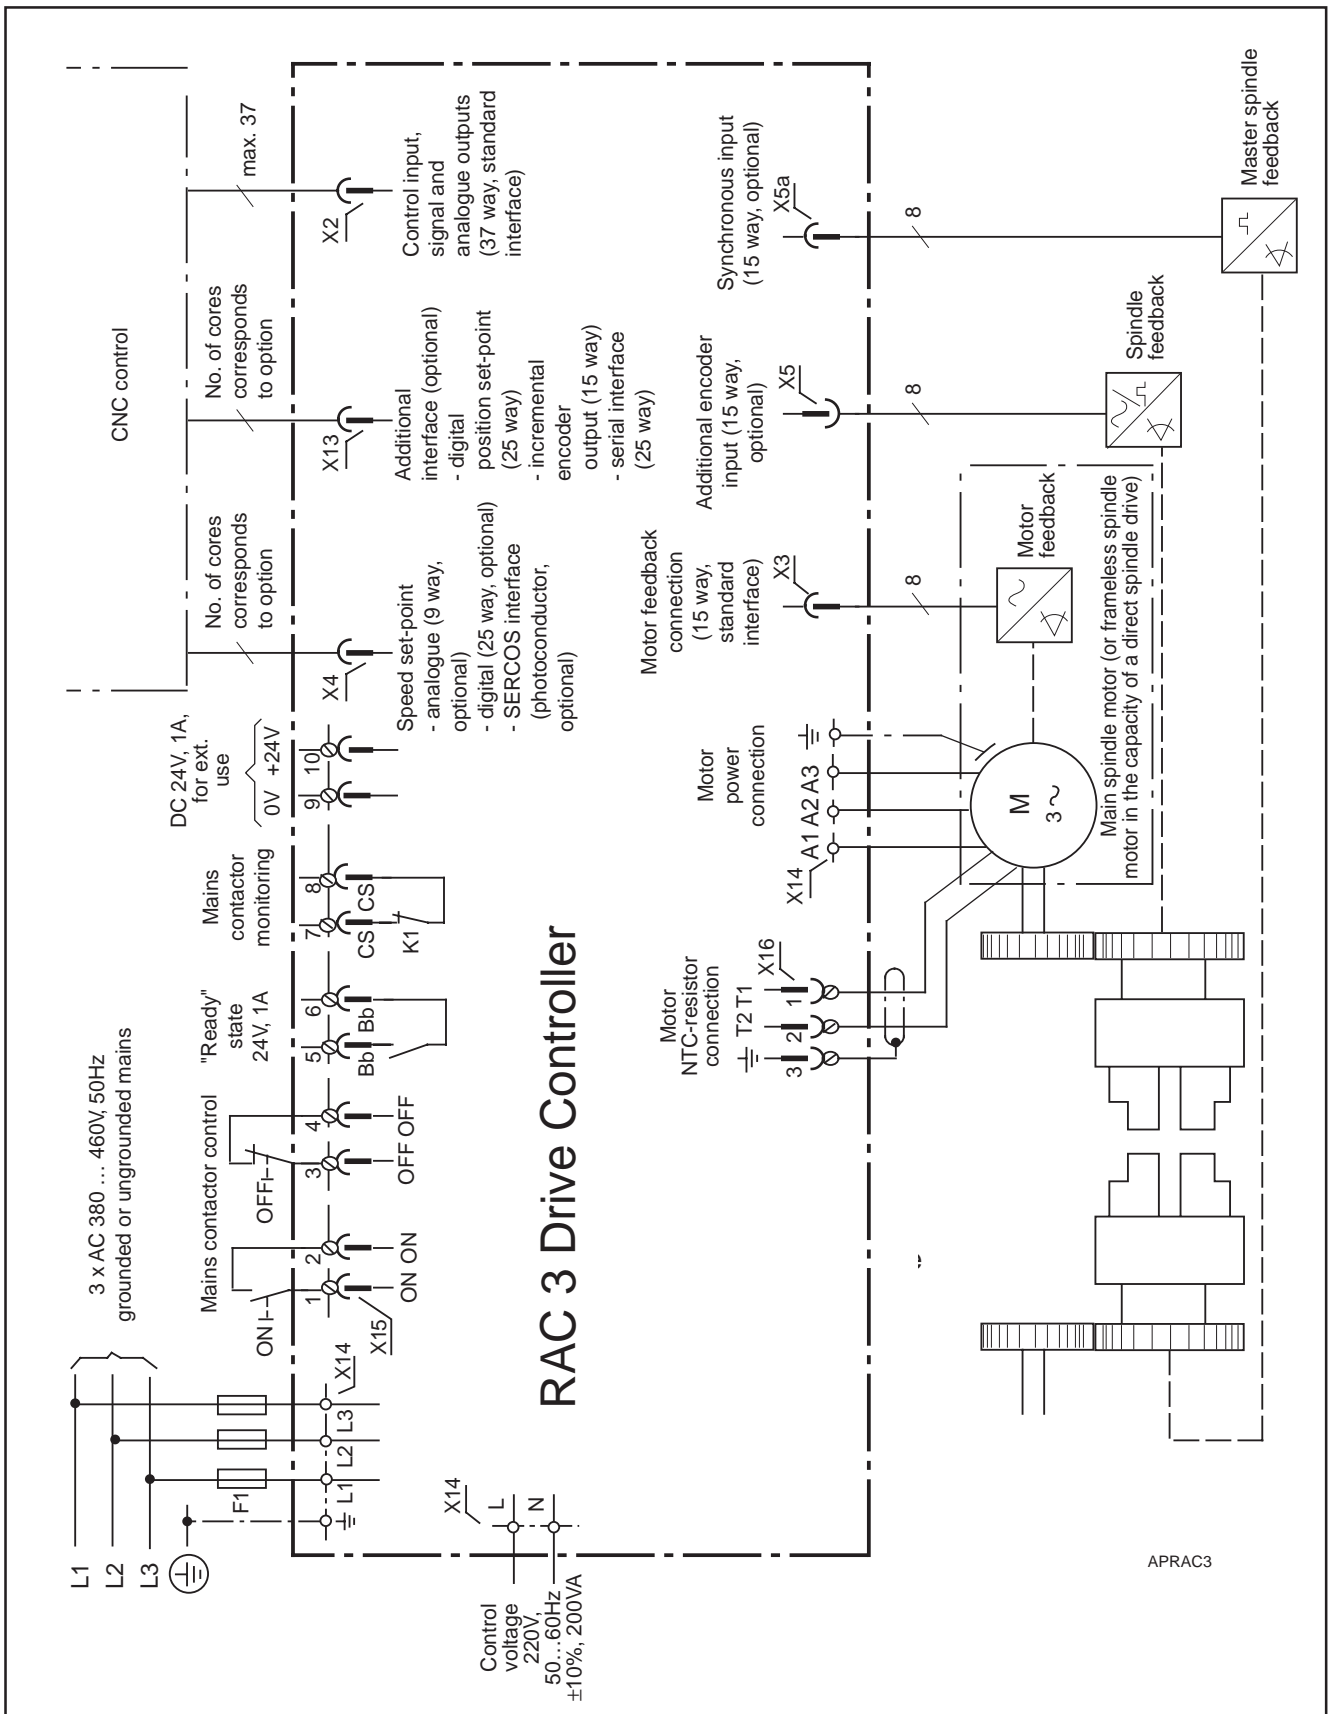 3 x AC 380 ... 460V, 50Hz
grounded or ungrounded mains
L1
L2
L3
F1
L1
L2
L3
X14
Mains contactor control
ON
OFF
1
2
3
4
ON ON
OFF OFF
X15
"Ready"
state
24V, 1A
5
6
Bb
Bb
Mains
contactor
monitoring
7
8
CS
CS
K1
DC 24V, 1A,
for ext.
use
0V +24V
9
10
CNC control
No. of cores
corresponds
to option
X4
Speed set-point
- analogue (9 way,
optional)
- digital (25 way, optional)
- SERCOS interface
(photoconductor,
optional)
No. of cores
corresponds
to option
X13
Additional
interface (optional)
- digital
position set-point
(25 way)
- incremental
encoder
output (15 way)
- serial interface
(25 way)
max. 37
X2
Control input,
signal and
analogue outputs
(37 way, standard
interface)
Control
voltage
220V,
50...60Hz
±10%, 200VA
X14
L
N
RAC 3 Drive Controller
Motor
NTC-resistor
connection
T2 T1
X16
3
2
1
Motor
power
connection
X14
A1 A2 A3
Motor feedback
connection
(15 way,
standard
interface)
X3
8
Additional encoder
input (15 way,
optional)
X5
8
Synchronous input
(15 way, optional)
X5a
8
M
3
Motor
feedback
Main spindle motor (or frameless spindle
motor in the capacity of a direct spindle drive)
Spindle
feedback
Master spindle
feedback
APRAC3